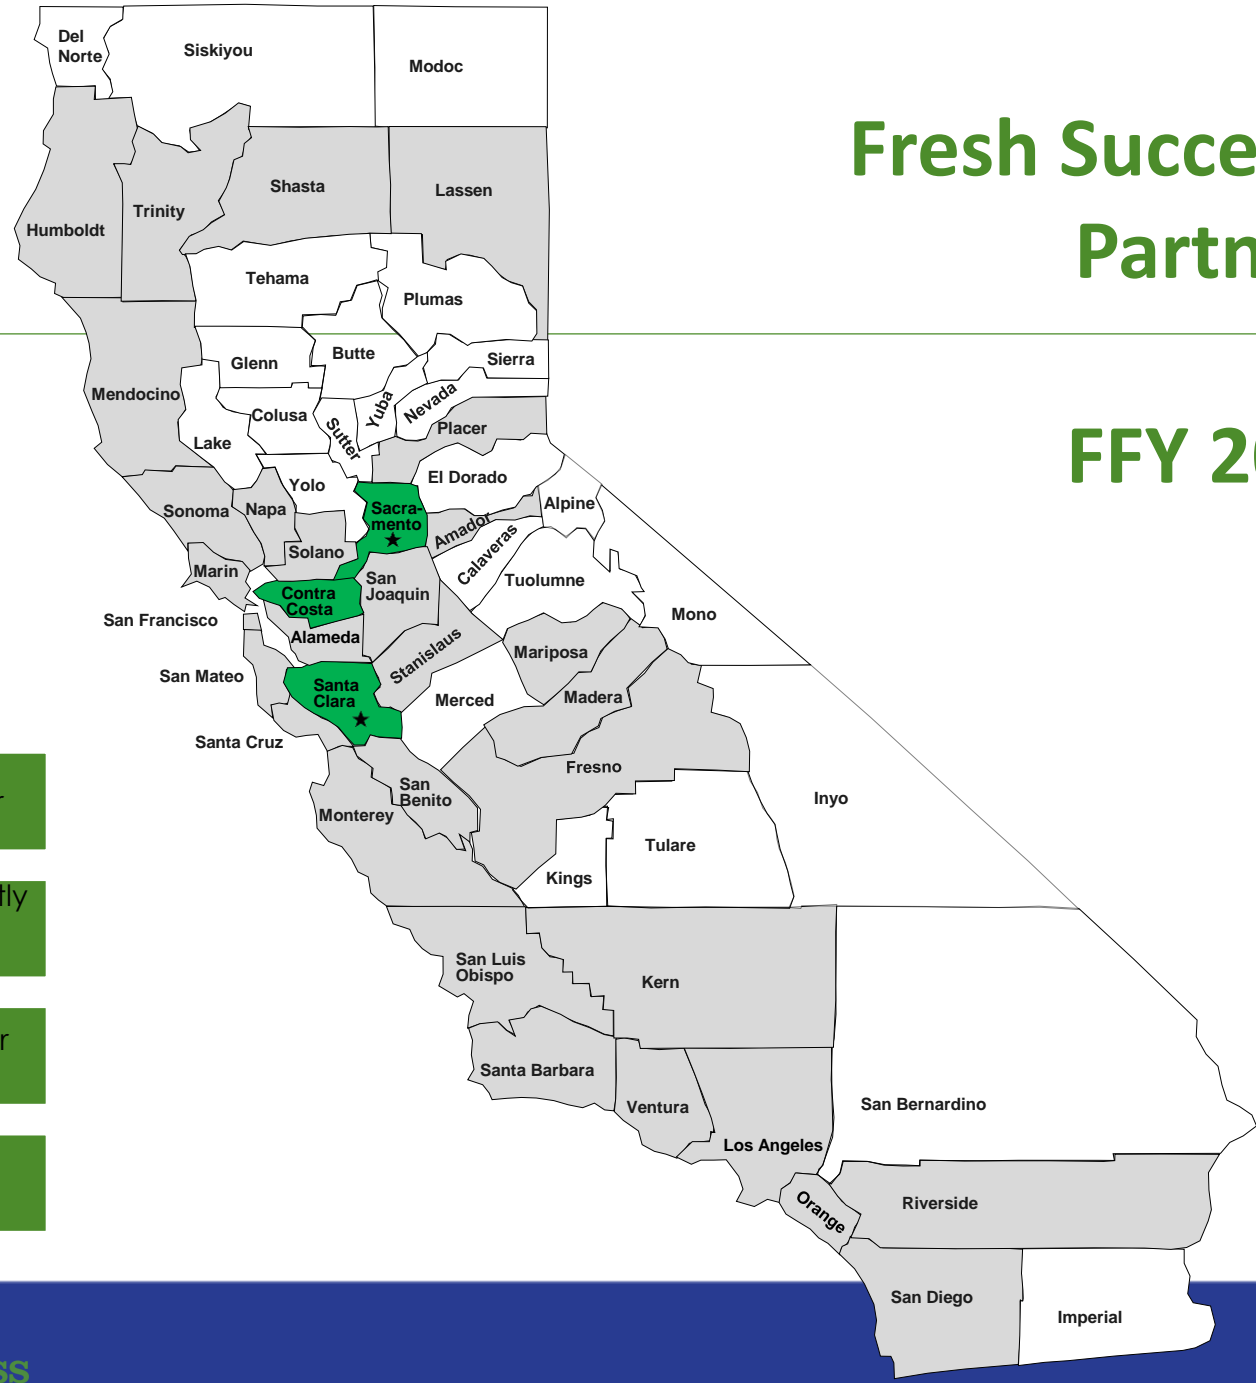 Fresh Succe
Partn
FFY 20
Del
Norte
Siskiyou
Modoc
Humboldt
Trinity
Shasta
Lassen
Tehama
Plumas
Mendocino
Glenn
Butte
Sierra
Lake
Colusa
Sutter
Yuba
Nevada
Placer
Sonoma
Napa
Yolo
El Dorado
Sacra-
mento
Amador
Alpine
Marin
Solano
Calaveras
San Francisco
Contra
Costa
San
Joaquin
Tuolumne
Mono
Alameda
San Mateo
Stanislaus
Mariposa
Santa
Clara
Merced
Madera
Santa Cruz
Fresno
Inyo
San
Benito
Monterey
Tulare
Kings
San Luis
Obispo
Kern
Santa Barbara
Ventura
Los Angeles
San Bernardino
Orange
Riverside
San Diego
Imperial
r
tly
r
ss